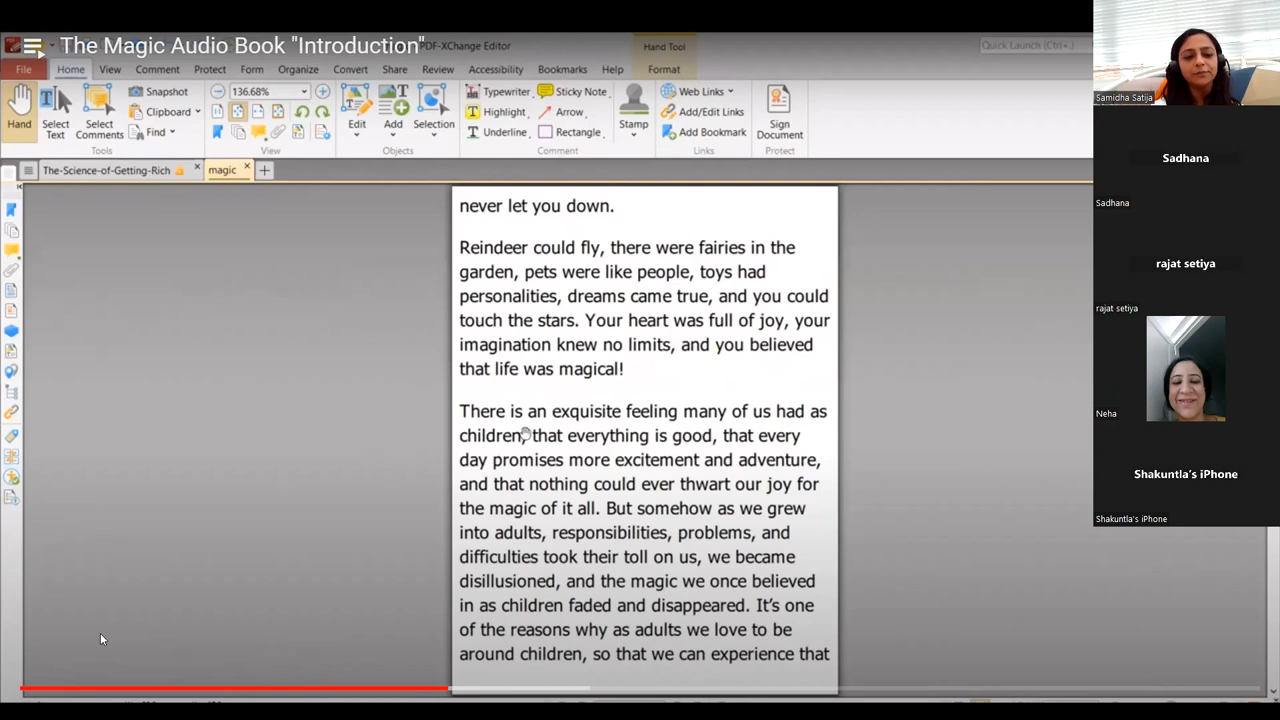 The Magic Audio Book "Introduction"
PDF-XChange Editor
Hand Tool
Quick Launch (Ctrl+.)
File
Home
View
Comment
Protect
Form
Organize
Convert
Share
Review
Accessibility
Bookmarks
Help
Format
Hand
Select Text
Select Comments
Snapshot
Clipboard
Find
Tools
136.68%
View
Edit
Add
Selection
Objects
Typewriter
Sticky Note
Highlight
Arrow
Underline
Rectangle
Stamp
Comment
Web Links
Add/Edit Links
Add Bookmark
Links
Sign Document
Protect
The-Science-of-Getting-Rich
magic
never let you down.
Reindeer could fly, there were fairies in the
garden, pets were like people, toys had
personalities, dreams came true, and you could
touch the stars. Your heart was full of joy, your
imagination knew no limits, and you believed
that life was magical!
There is an exquisite feeling many of us had as
children, that everything is good, that every
day promises more excitement and adventure,
and that nothing could ever thwart our joy for
the magic of it all. But somehow as we grew
into adults, responsibilities, problems, and
difficulties took their toll on us, we became
disillusioned, and the magic we once believed
in as children faded and disappeared. It's one
of the reasons why as adults we love to be
around children, so that we can experience that
Samidha Satija
Sadhana
Sadhana
rajat setiya
rajat setiya
Neha
Shakuntla's iPhone
Shakuntla's iPhone